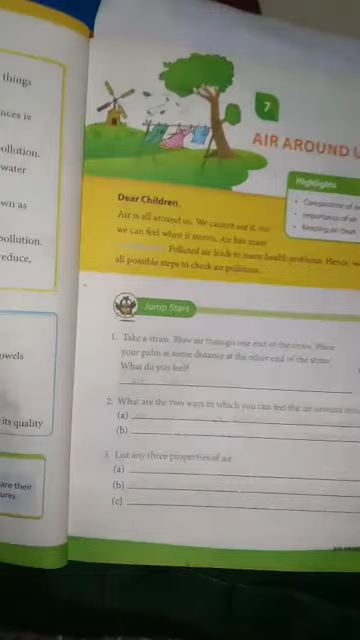 things
nces is
ollution.
water
wn as
pollution.
educe,
owels
its quality
are their
ures
7
AIR AROUND U
Highlights
Composition of a
Importance of air
Keeping air clean
Dear Children,
Air is all around us. We cannot see it, but
we can feel when it moves. Air has many
Polluted air leads to many health problems. Hence, w
all possible steps to check air pollution.
Jump Start
1. Take a straw. Blow air through one end of the straw. Place
your palm at some distance at the other end of the straw.
What do you feel?
2. What are the two ways in which you can feel the air around
(a)
(b)
3. List any three properties of air.
(a)
(b)
(c)